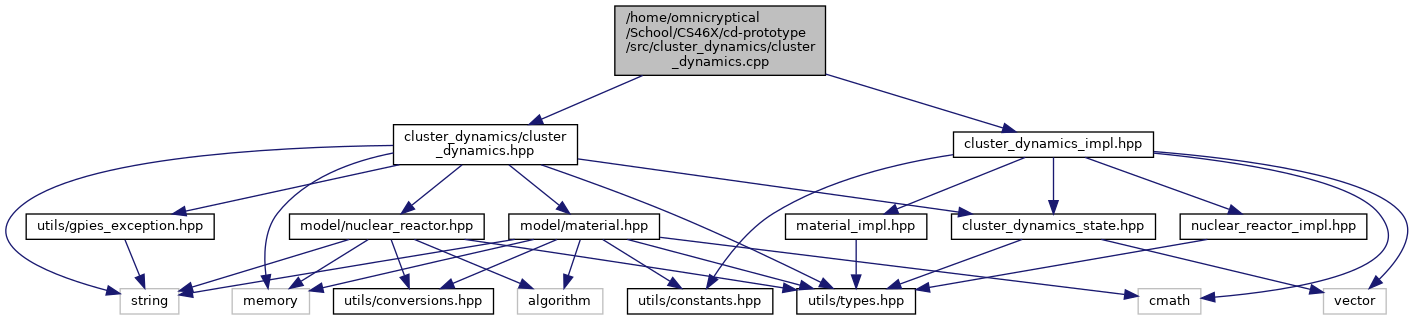 /home/omnicryptical
/School/CS46X/cd-prototype
/src/cluster_dynamics/cluster
_dynamics.cpp
cluster_dynamics/cluster
_dynamics.hpp
cluster_dynamics_impl.hpp
utils/gpies_exception.hpp
model/nuclear_reactor.hpp
model/material.hpp
material_impl.hpp
cluster_dynamics_state.hpp
nuclear_reactor_impl.hpp
string
memory
utils/conversions.hpp
algorithm
utils/constants.hpp
utils/types.hpp
cmath
vector